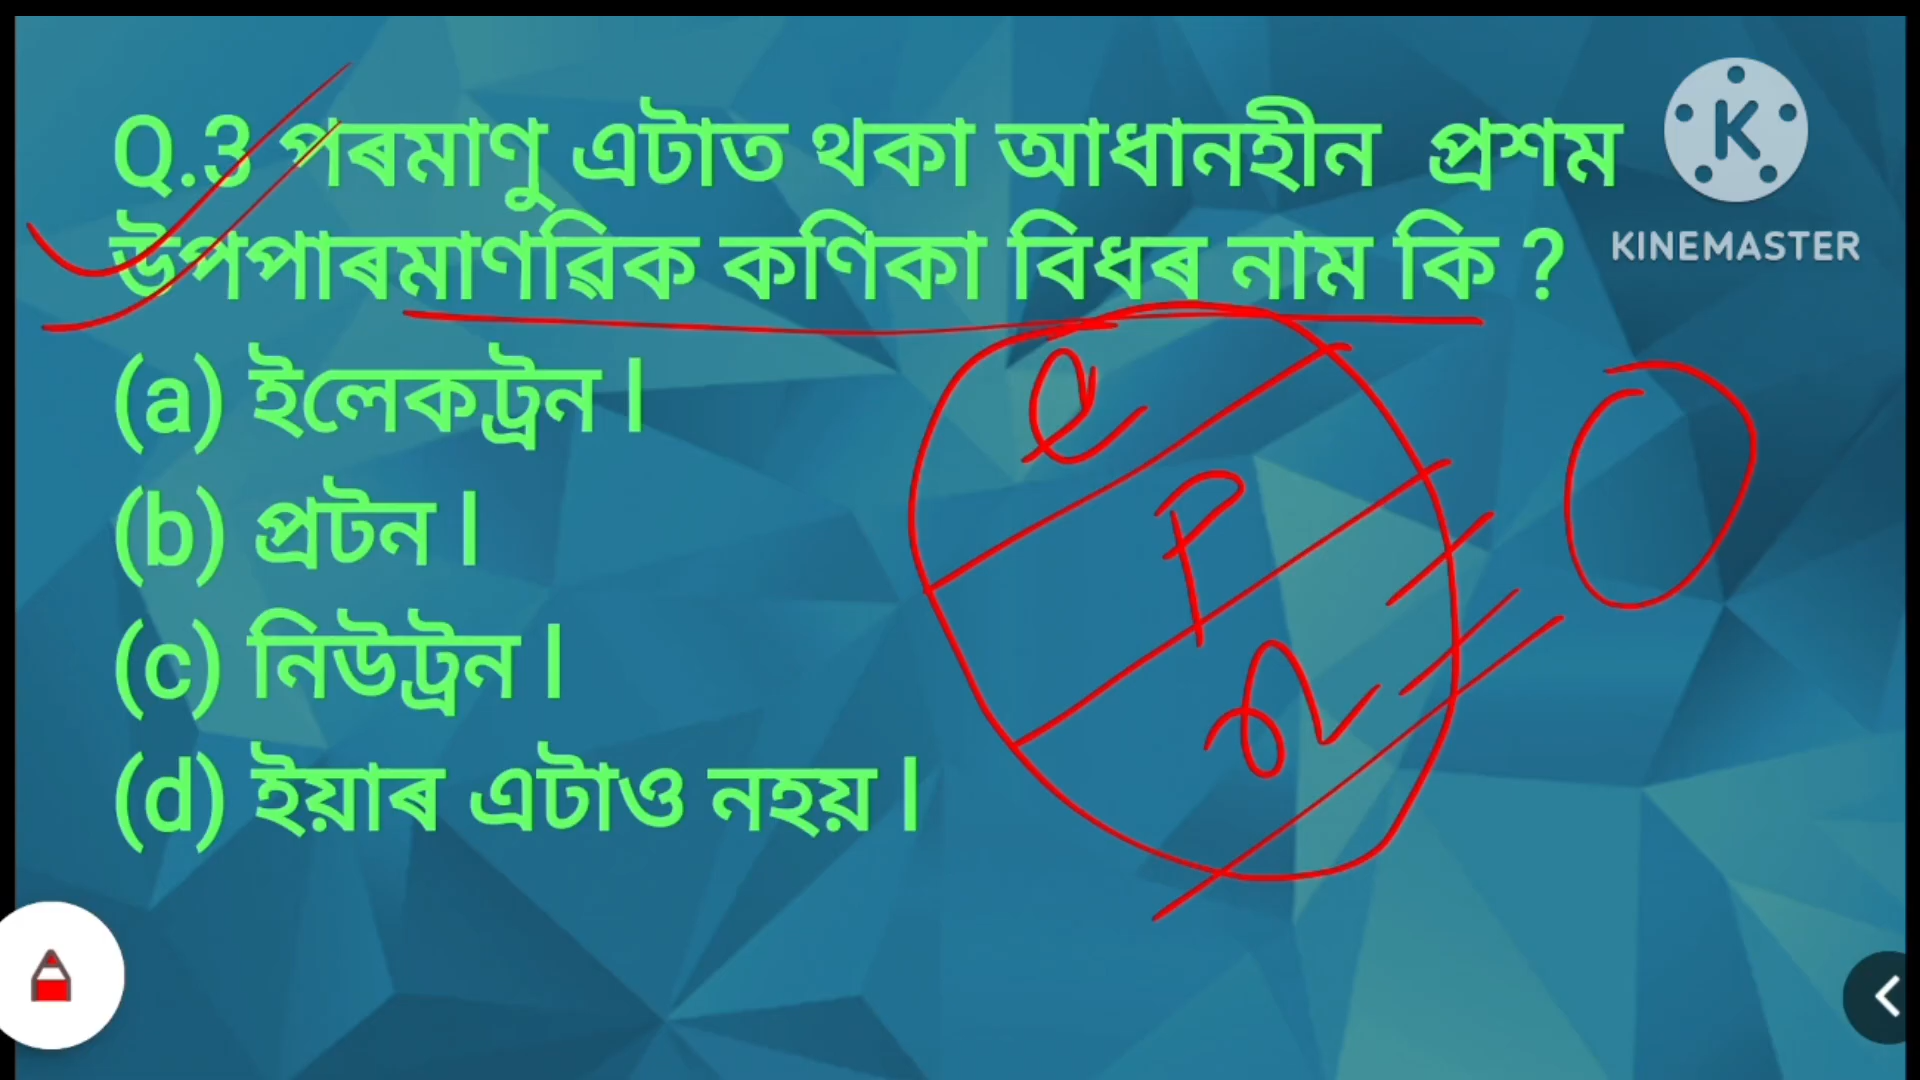 Q.3 পৰমাণু এটাত থকা আধানহীন প্ৰশম
উপপাৰমাণৱিক কণিকা বিধৰ নাম কি ?
(a) ইলেকট্ৰন ।
(b) প্ৰটন ।
(c) নিউট্ৰন ।
(d) ইয়াৰ এটাও নহয় ।
K
KINEMASTER
e
P
n
0